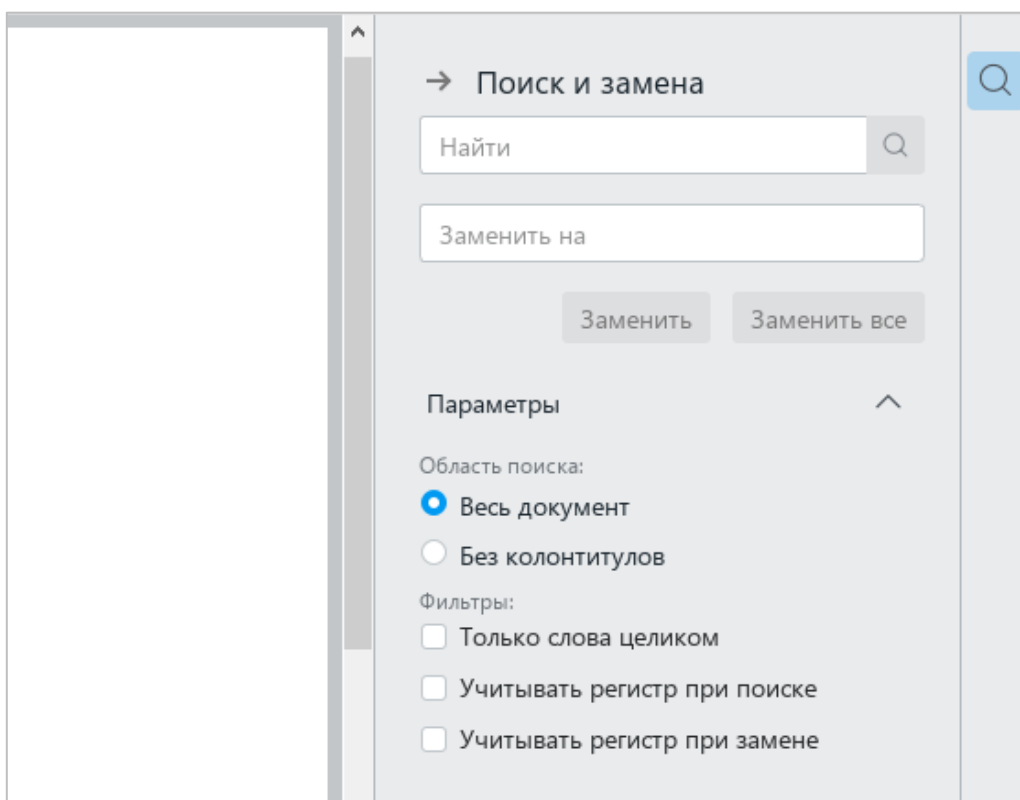 Поиск и замена
Найти
Заменить на
Заменить Заменить все
Параметры
Область поиска:
Весь документ
Без колонтитулов
Фильтры:
Только слова целиком
Учитывать регистр при поиске
Учитывать регистр при замене